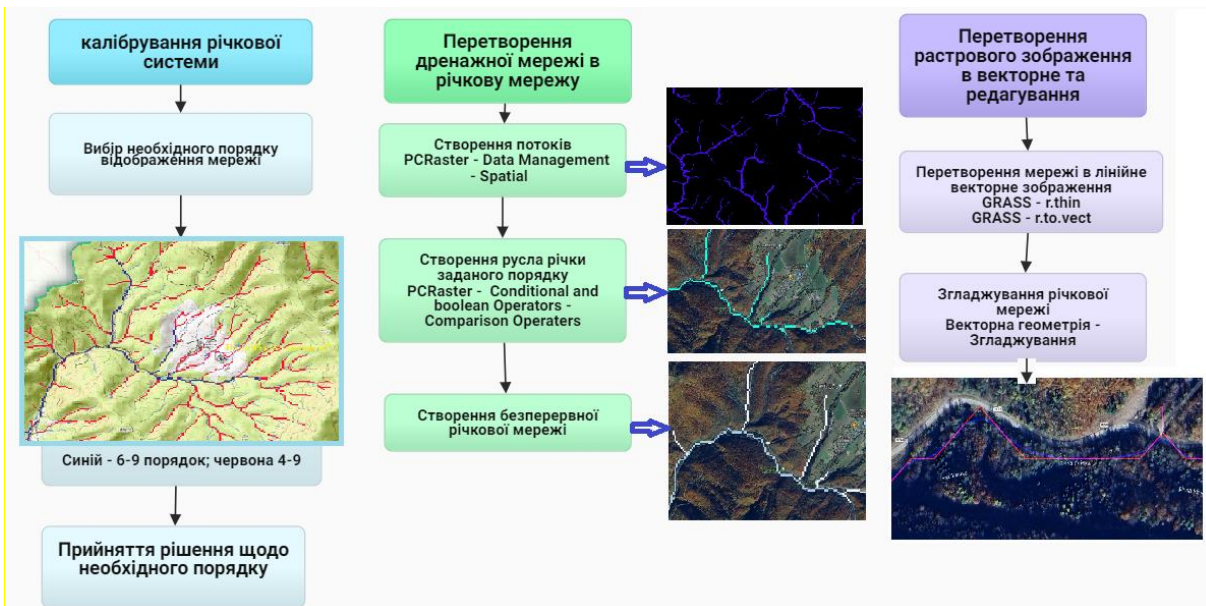 калібрування річкової
системи
Вибір необхідного порядку
відображення мережі
Синій - 6-9 порядок; червона 4-9
Прийняття рішення щодо
необхідного порядку
Перетворення
дренажної мережі в
річкову мережу
Створення потоків
PCRaster - Data Management
- Spatial
Створення русла річки
заданого порядку
PCRaster - Conditional and
boolean Operators -
Comparison Operaters
Створення безперервної
річкової мережі
Перетворення
растрового зображення
в векторне та
редагування
Перетворення мережі в лінійне
векторне зображення
GRASS - r.thin
GRASS - r.to.vect
Згладжування річкової
мережі
Векторна геометрія -
Згладжування